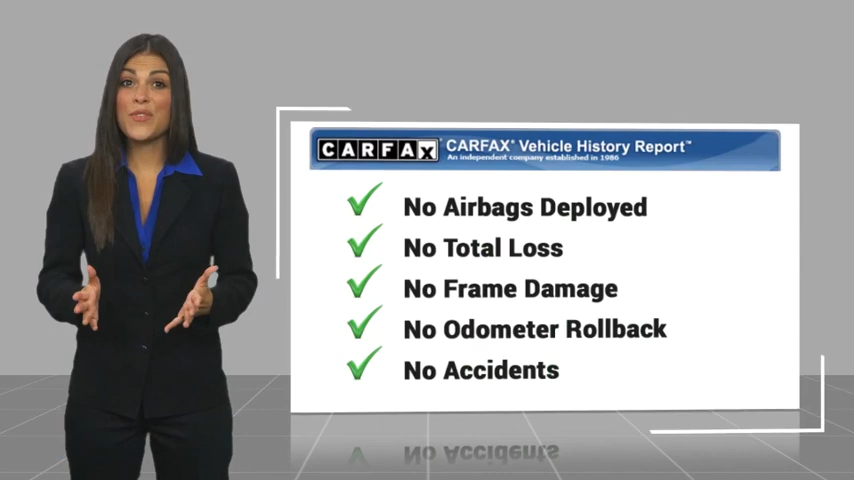 CARFAX® CARFAX® Vehicle History Report™
An independent company established in 1986
No Airbags Deployed
No Total Loss
No Frame Damage
No Odometer Rollback
No Accidents
No Accidents